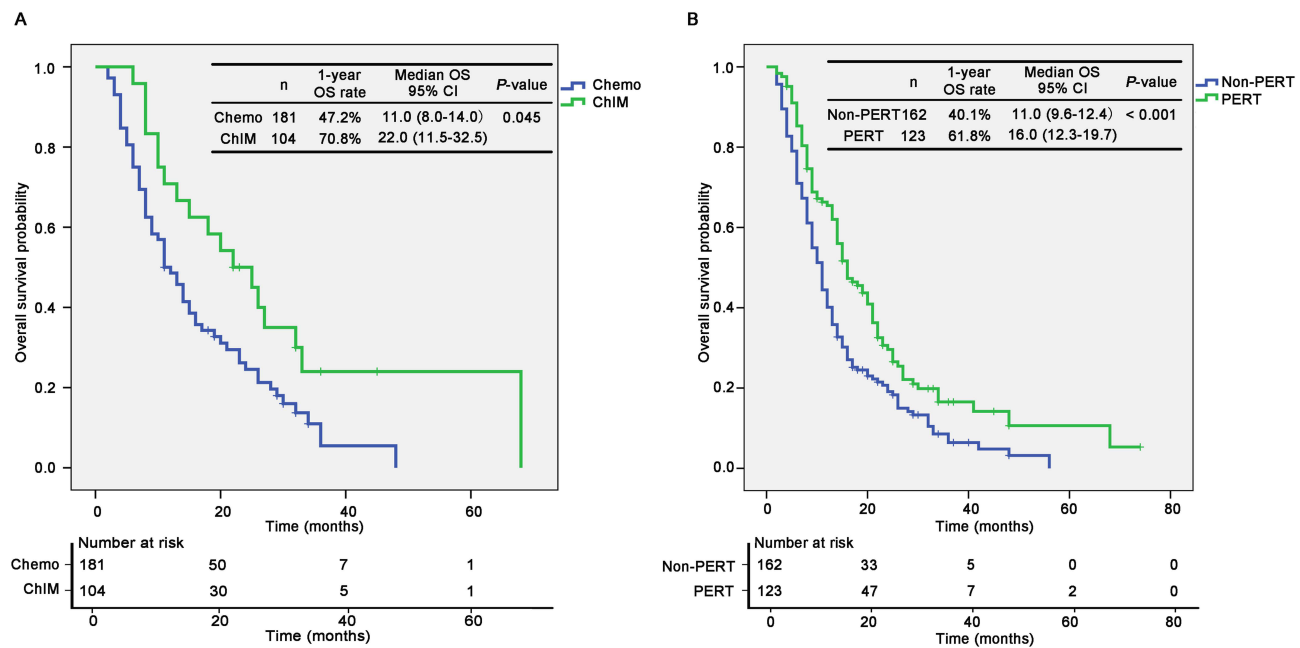 A
1.0
0.8
0.6
0.4
0.2
0.0
Overall survival probability
n 1-year OS rate Median OS 95% CI P-value
Chemo 181 47.2% 11.0 (8.0-14.0) 0.045
ChIM 104 70.8% 22.0 (11.5-32.5)
Chemo
ChIM
0 20 40 60
Time (months)
Number at risk
Chemo 181 50 7 1
ChIM 104 30 5 1
0 20 40 60
Time (months)
B
1.0
0.8
0.6
0.4
0.2
0.0
Overall survival probability
n 1-year OS rate Median OS 95% CI P-value
Non-PERT 162 40.1% 11.0 (9.6-12.4) < 0.001
PERT 123 61.8% 16.0 (12.3-19.7)
Non-PERT
PERT
0 20 40 60 80
Time (months)
Number at risk
Non-PERT 162 33 5 0 0
PERT 123 47 7 2 0
0 20 40 60 80
Time (months)